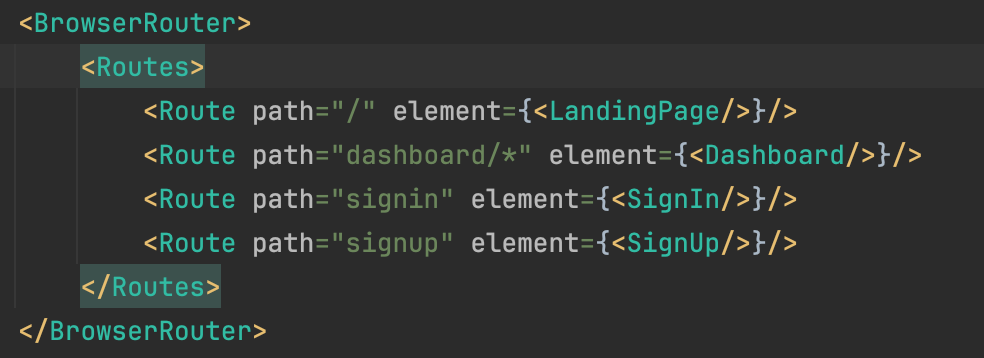 <BrowserRouter>
<Routes>
<Route path="/" element={<LandingPage/>}/>
<Route path="dashboard/*" element={<Dashboard/>}/>
<Route path="signin" element={<SignIn/>}/>
<Route path="signup" element={<SignUp/>}/>
</Routes>
</BrowserRouter>